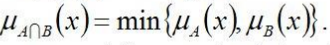 μ_{A∩B}(x) = min{μ_A(x), μ_B(x)}.